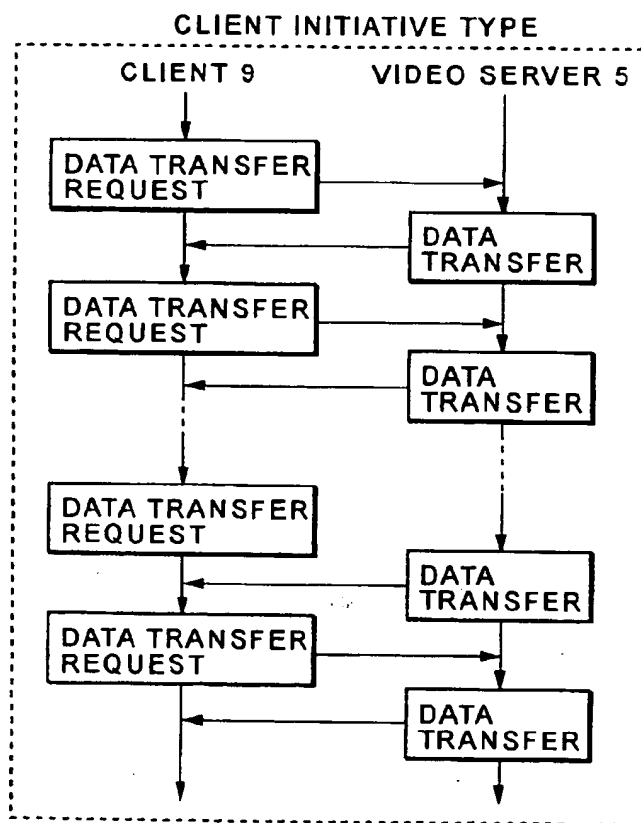 CLIENT INITIATIVE TYPE
CLIENT 9
VIDEO SERVER 5
DATA TRANSFER
REQUEST
DATA
TRANSFER
DATA TRANSFER
REQUEST
DATA
TRANSFER
DATA TRANSFER
REQUEST
DATA
TRANSFER
DATA TRANSFER
REQUEST
DATA
TRANSFER